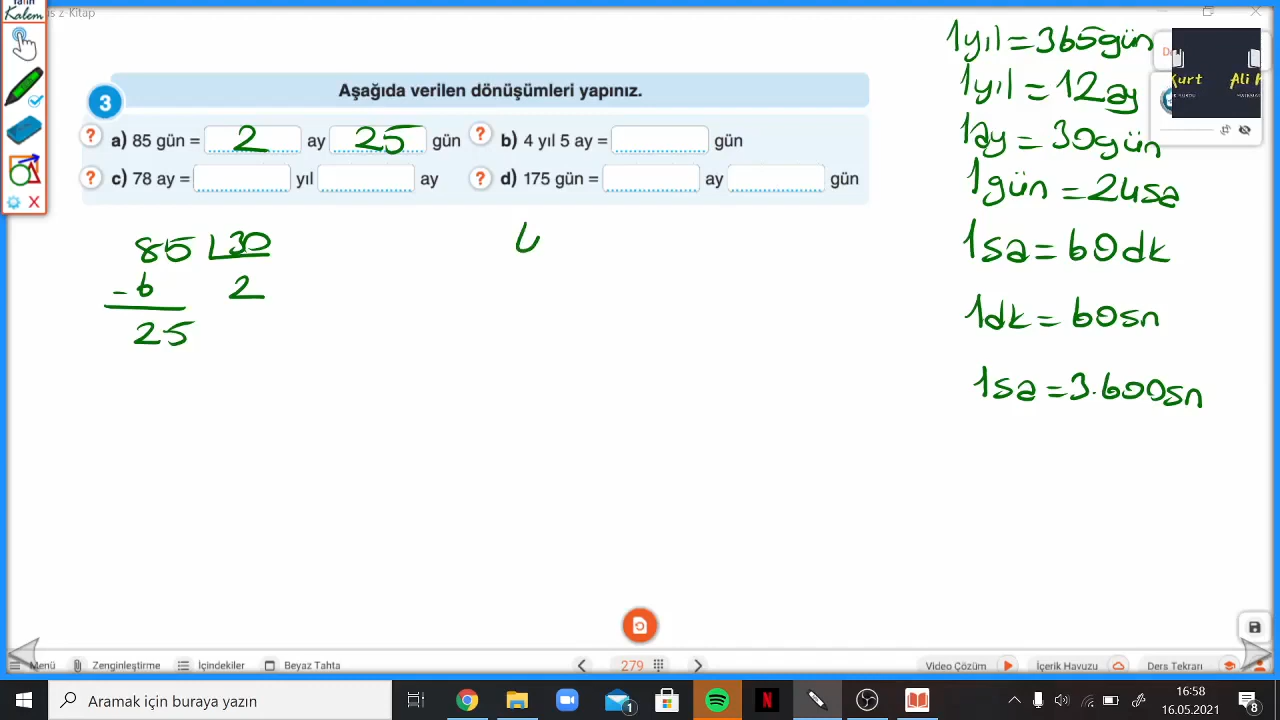 Kalem
s z-Kitap
3
Aşağıda verilen dönüşümleri yapınız.
? a) 85 gün = 2 ay 25 gün
? b) 4 yıl 5 ay = gün
? c) 78 ay = yıl ay
? d) 175 gün = ay gün
85 30
- 6 2
25
1yıl = 365gün
1yıl = 12ay
1ay = 30gün
1gün = 24sa
1sa = 60dk
1dk = 60sn
1sa = 3.600sn
Kurt
Ali
Menü
Zenginleştirme
İçindekiler
Beyaz Tahta
279
Video Çözüm
İçerik Havuzu
Ders Tekrarı
Aramak için buraya yazın
1
N
16:58
16.05.2021
8